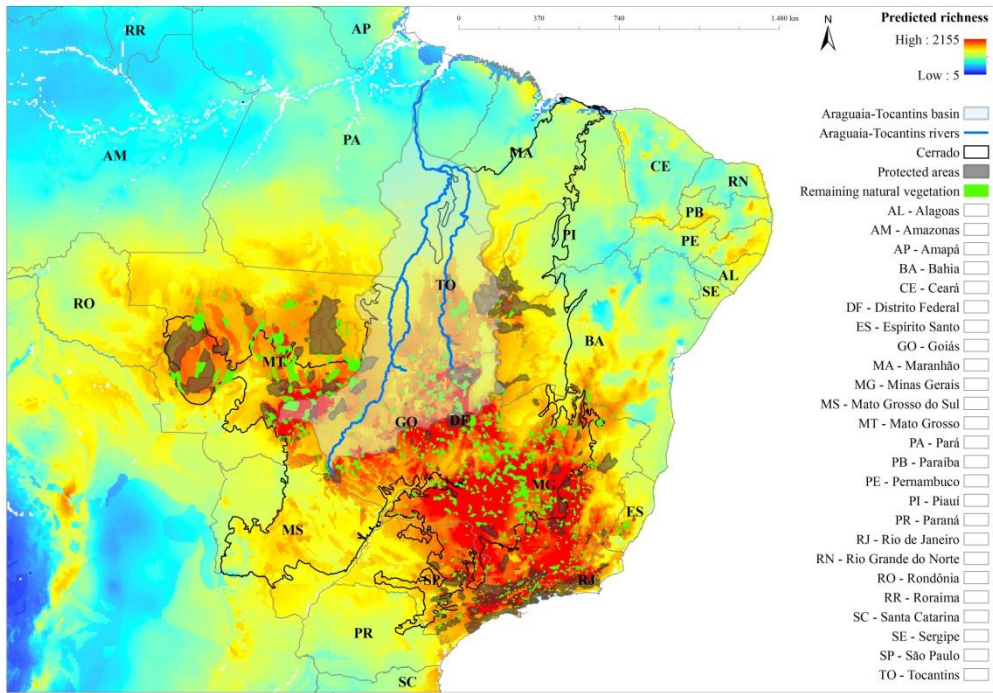 0 370 740 1.480 km
N
Predicted richness
High : 2155
Low : 5
Araguaia-Tocantins basin
Araguaia-Tocantins rivers
Cerrado
Protected areas
Remaining natural vegetation
AL - Alagoas
AM - Amazonas
AP - Amapá
BA - Bahia
CE - Ceará
DF - Distrito Federal
ES - Espírito Santo
GO - Goiás
MA - Maranhão
MG - Minas Gerais
MS - Mato Grosso do Sul
MT - Mato Grosso
PA - Pará
PB - Paraíba
PE - Pernambuco
PI - Piauí
PR - Paraná
RJ - Rio de Janeiro
RN - Rio Grande do Norte
RO - Rondônia
RR - Roraima
SC - Santa Catarina
SE - Sergipe
SP - São Paulo
TO - Tocantins
RR
AP
AM
PA
MA
CE
RN
PB
PI
PE
AL
SE
RO
TO
BA
MT
GO
DF
MG
ES
MS
SP
RJ
PR
SC